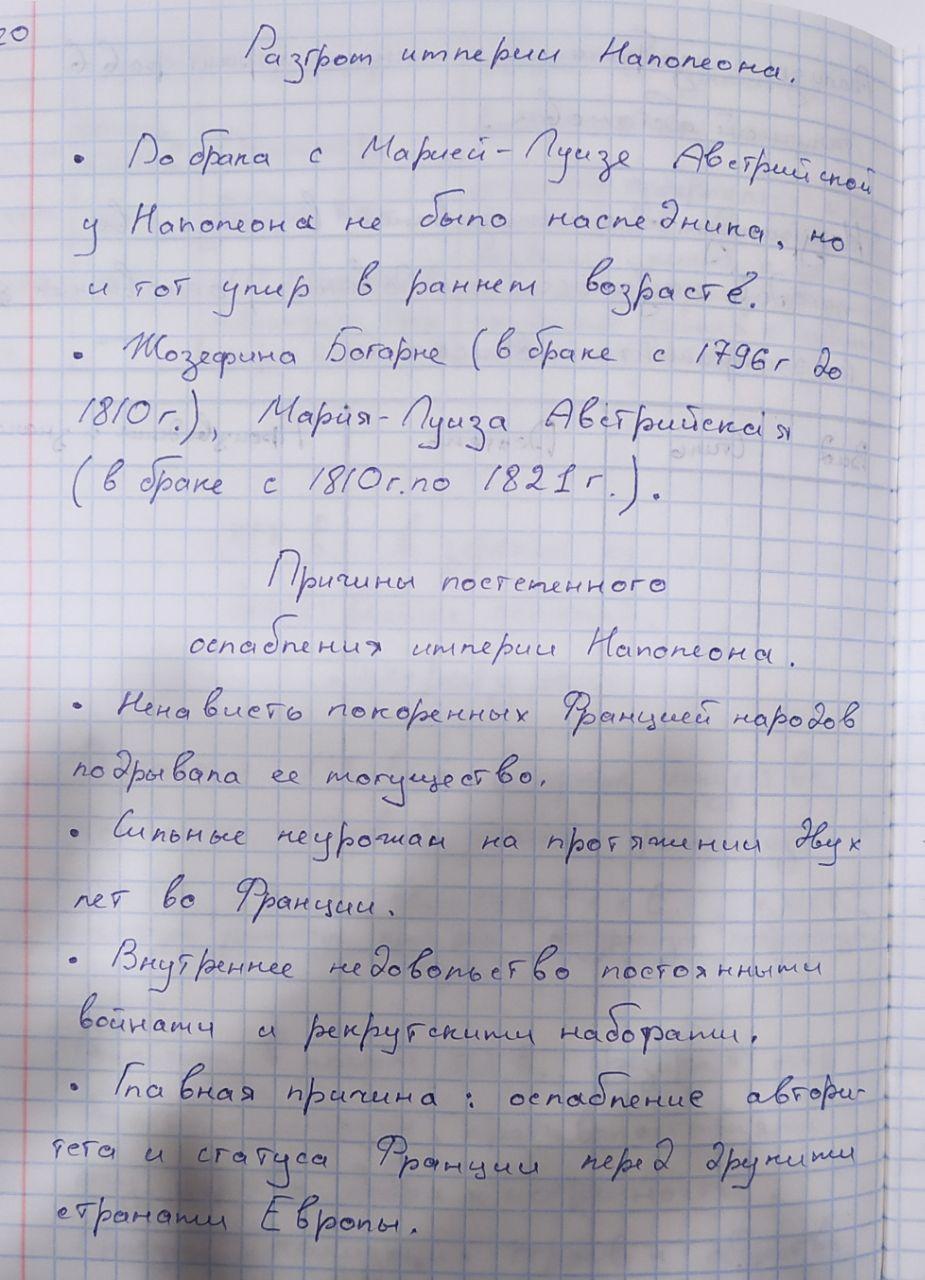 20
Разгром империи Наполеона.
• До брака с Марией-Луизе Австрийской
у Наполеона не было наследника, но
и тот умир в раннем возрасте.
• Жозефина Богарне (в браке с 1796г до
1810г.), Мария-Луиза Австрийская
(в браке с 1810г. по 1821г.).
Причины постепенного
ослабления империи Наполеона.
• Ненависть покоренных Францией народов
подрывала ее могущество.
• Сильные неурожаи на протяжении двух
лет во Франции.
• Внутреннее недовольство постоянными
войнами и рекрутскими наборами.
• Главная причина: ослабление автори-
тета и статуса Франции перед другими
странами Европы.